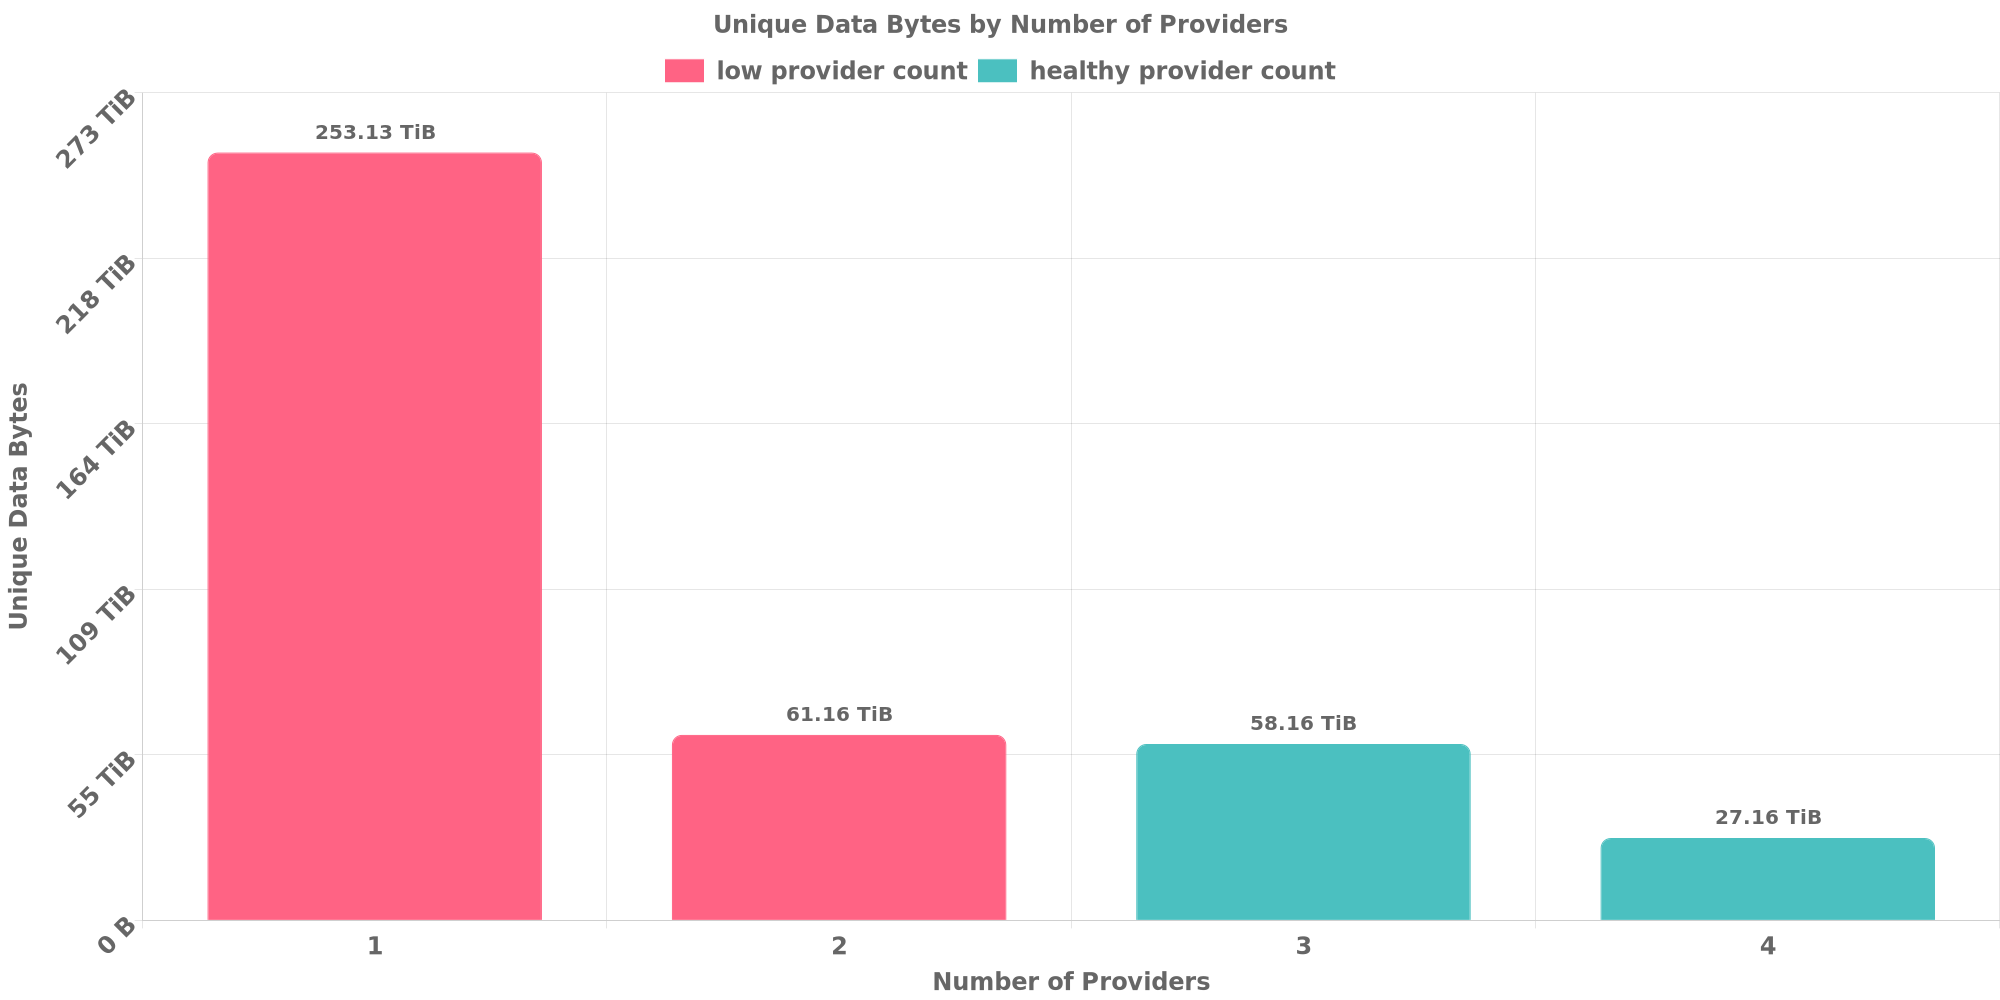 Unique Data Bytes by Number of Providers
low provider count healthy provider count
273 TiB
218 TiB
164 TiB
109 TiB
55 TiB
0 B
Unique Data Bytes
253.13 TiB
61.16 TiB
58.16 TiB
27.16 TiB
1 2 3 4
Number of Providers